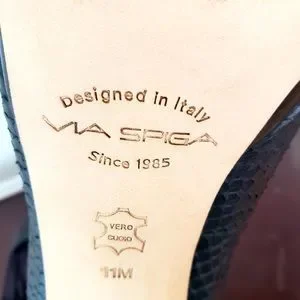 Designed in Italy
VIA SPIGA
Since 1985
VERO
CUOIO
11M